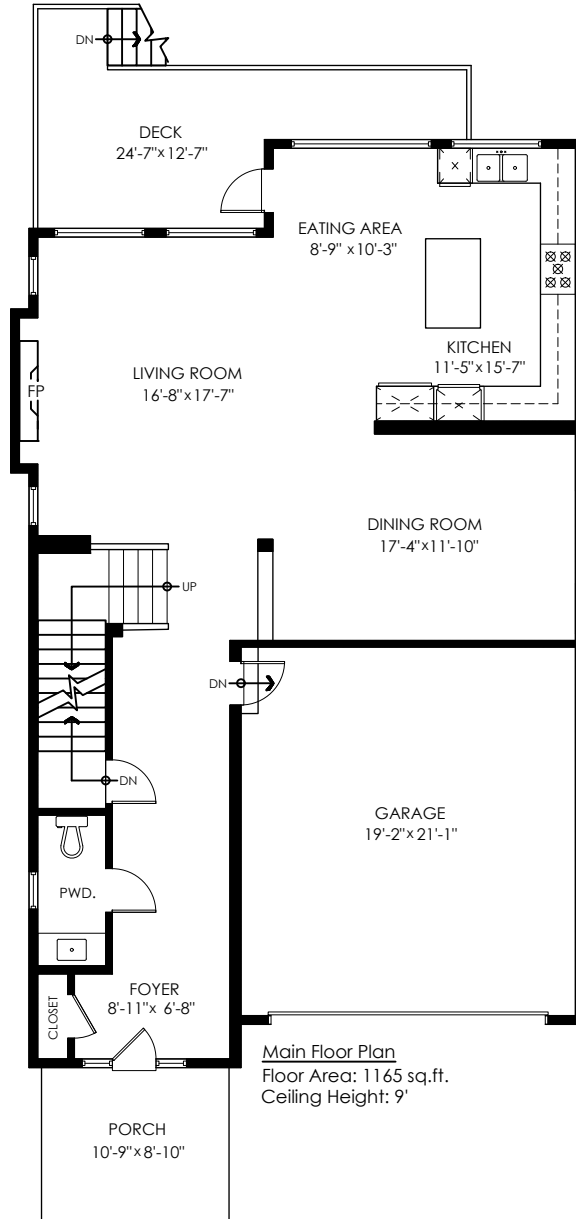 DN
DECK
24'-7"x 12'-7"
EATING AREA
8'-9" x10'-3"
KITCHEN
11'-5"x15'-7"
LIVING ROOM
16'-8"x17'-7"
FP
DINING ROOM
17'-4"x11'-10"
UP
DN
DN
GARAGE
19'-2"x 21'-1"
PWD.
FOYER
8'-11"x 6'-8"
CLOSET
Main Floor Plan
Floor Area: 1165 sq.ft.
Ceiling Height: 9'
PORCH
10'-9"x8'-10"